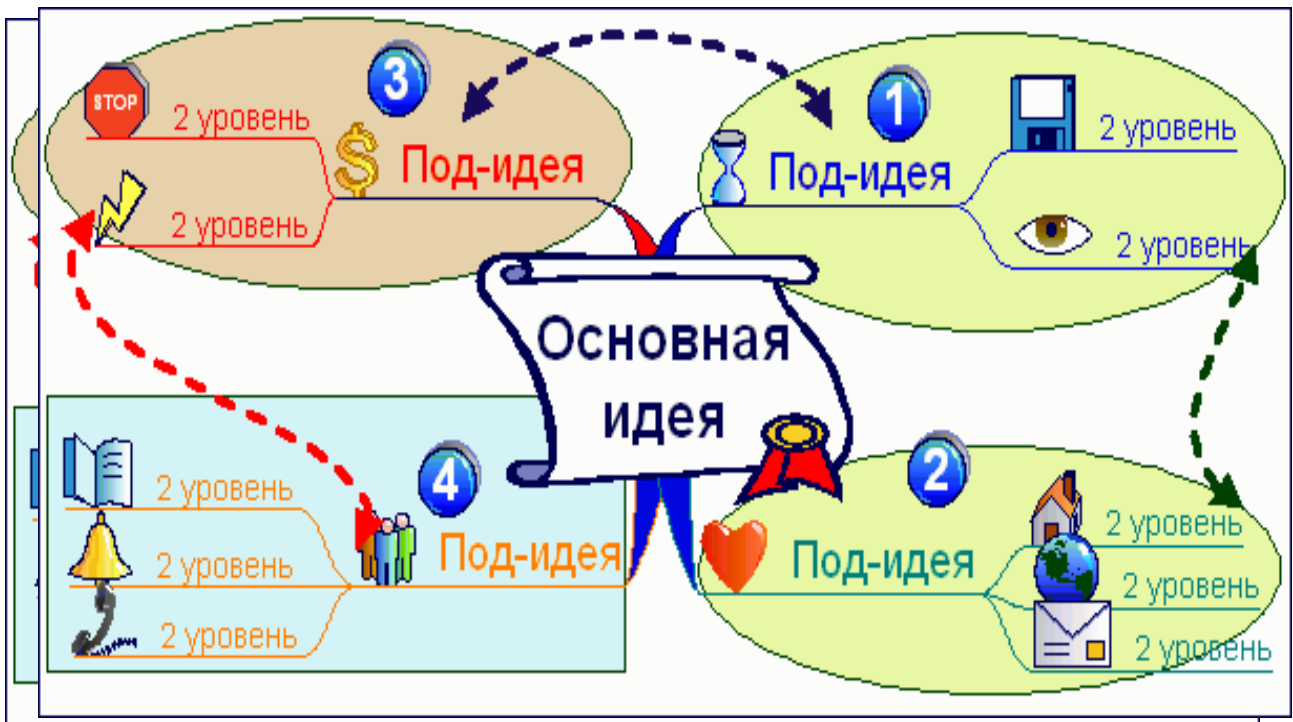 Основная
идея
1
Под-идея
2 уровень
2 уровень
2
Под-идея
2 уровень
2 уровень
2 уровень
3
Под-идея
STOP
2 уровень
2 уровень
4
Под-идея
2 уровень
2 уровень
2 уровень